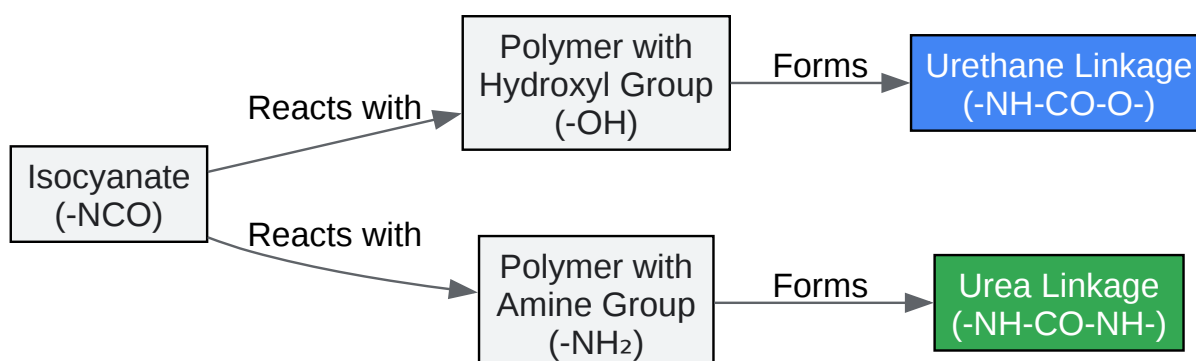 Isocyanate
(-NCO)
Reacts with
Polymer with
Hydroxyl Group
(-OH)
Forms
Urethane Linkage
(-NH-CO-O-)
Reacts with
Polymer with
Amine Group
(-NH₂)
Forms
Urea Linkage
(-NH-CO-NH-)